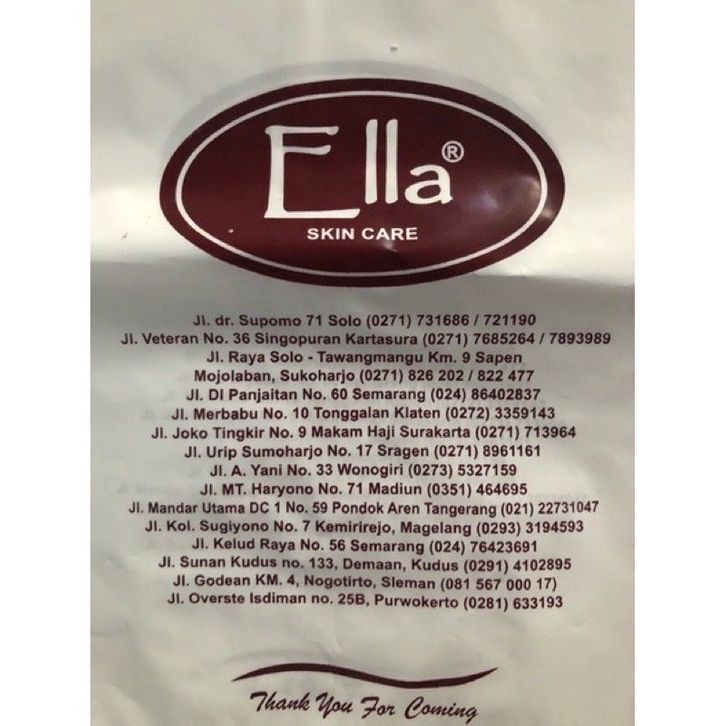 Ella®
SKIN CARE
Jl. dr. Supomo 71 Solo (0271) 731686 / 721190
Jl. Veteran No. 36 Singopuran Kartasura (0271) 7685264 / 7893989
Jl. Raya Solo - Tawangmangu Km. 9 Sapen
Mojolaban, Sukoharjo (0271) 826 202 / 822 477
Jl. DI Panjaitan No. 60 Semarang (024) 86402837
Jl. Merbabu No. 10 Tonggalan Klaten (0272) 3359143
Jl. Joko Tingkir No. 9 Makam Haji Surakarta (0271) 713964
Jl. Urip Sumoharjo No. 17 Sragen (0271) 8961161
Jl. A. Yani No. 33 Wonogiri (0273) 5327159
Jl. MT. Haryono No. 71 Madiun (0351) 464695
Jl. Mandar Utama DC 1 No. 59 Pondok Aren Tangerang (021) 22731047
Jl. Kol. Sugiyono No. 7 Kemirirejo, Magelang (0293) 3194593
Jl. Kelud Raya No. 56 Semarang (024) 76423691
Jl. Sunan Kudus no. 133, Demaan, Kudus (0291) 4102895
Jl. Godean KM. 4, Nogotirto, Sleman (081 567 000 17)
Jl. Overste Isdiman no. 25B, Purwokerto (0281) 633193
Thank You For Coming